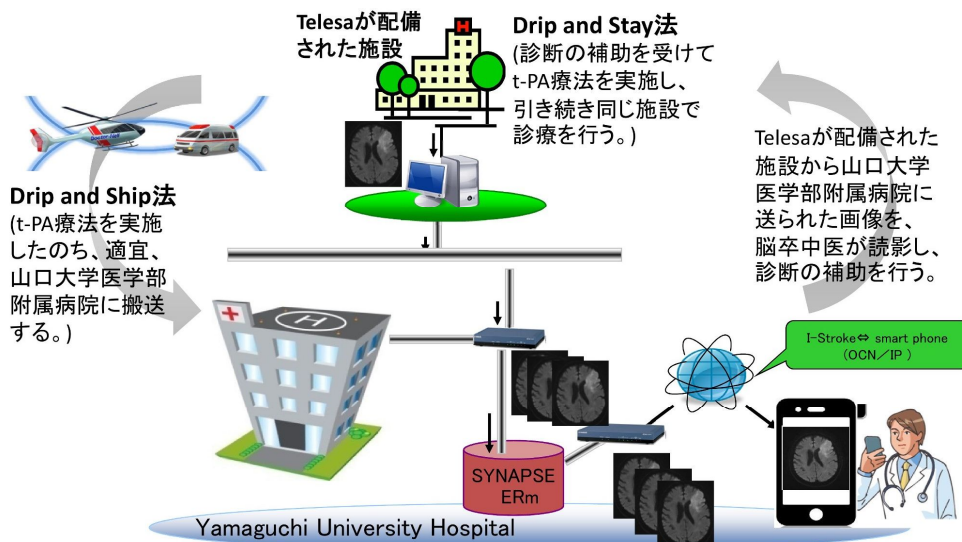 Telesaが配備
された施設
H
Drip and Stay法
(診断の補助を受けて
t-PA療法を実施し、
引き続き同じ施設で
診療を行う。)
Drip and Ship法
(t-PA療法を実施
したのち、適宜、
山口大学医学部
附属病院に搬送
する。)
Telesaが配備された
施設から山口大学
医学部附属病院に
送られた画像を、
脳卒中医が読影し、
診断の補助を行う。
H
I-Stroke⇔ smart phone
(OCN／IP )
SYNAPSE
ERm
Yamaguchi University Hospital